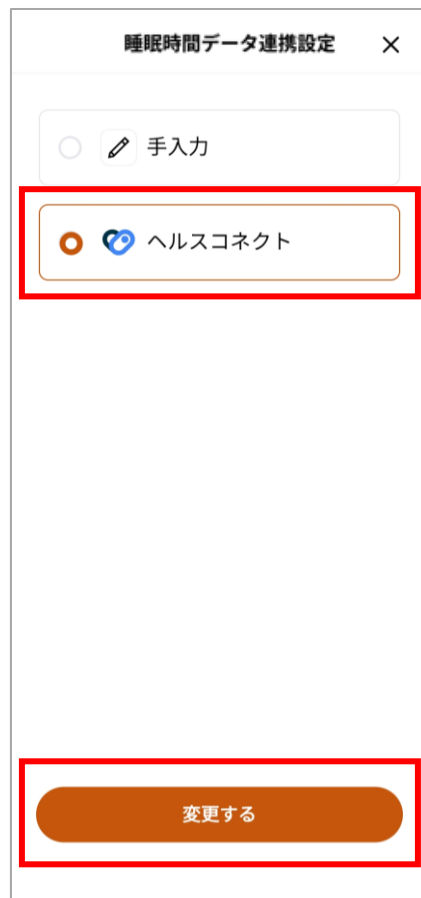 睡眠時間データ連携設定
手入力
ヘルスコネクト
変更する